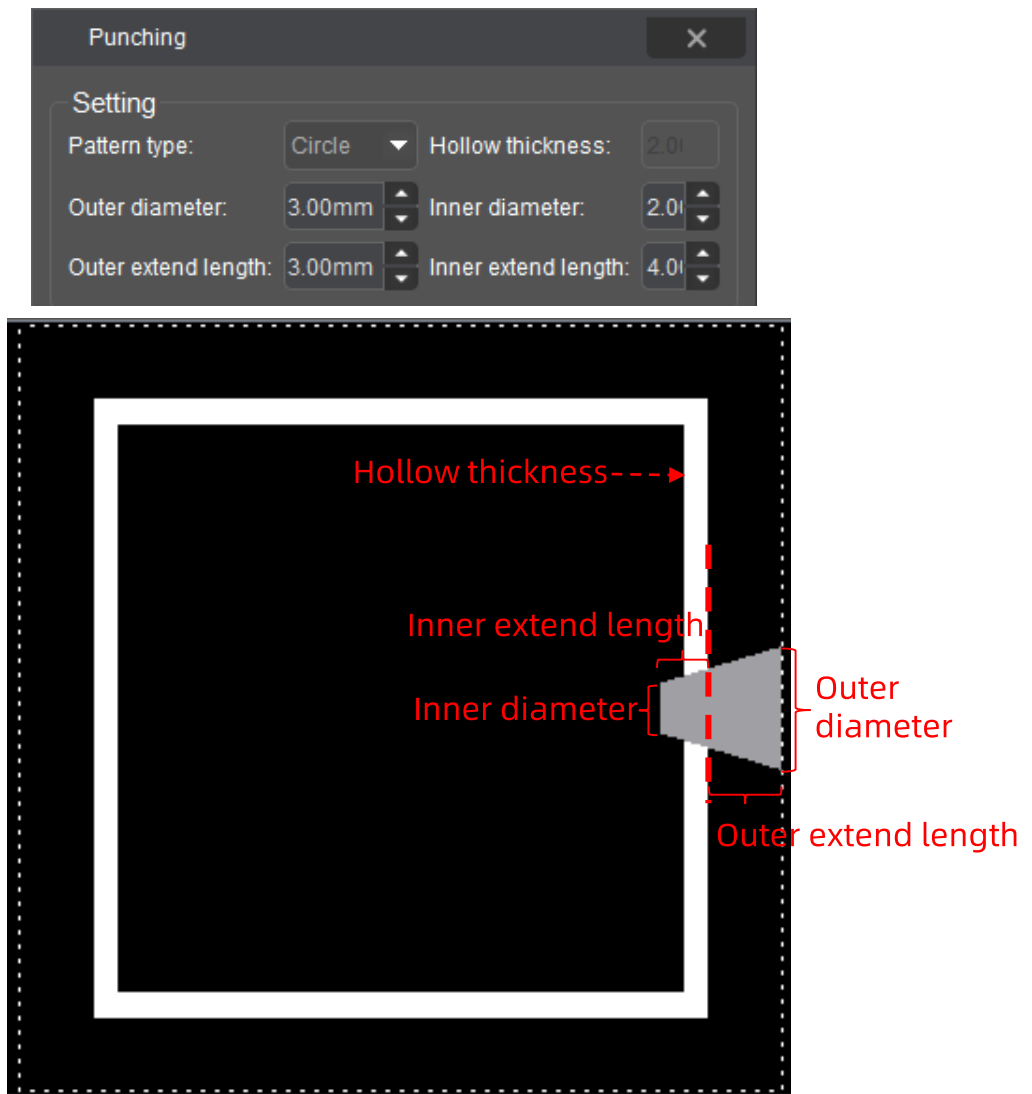 Punching
Setting
Pattern type: Circle Hollow thickness:
Outer diameter: 3.00mm Inner diameter:
Outer extend length: 3.00mm Inner extend length:
Hollow thickness
Inner extend length
Inner diameter
Outer
diameter
Outer extend length